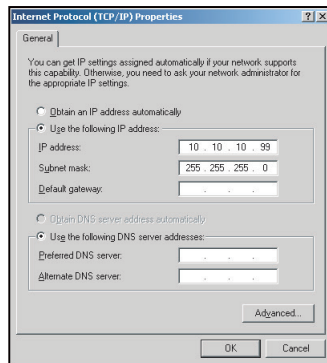 Internet Protocol (TCP/IP) Properties
General
You can get IP settings assigned automatically if your network supports
this capability. Otherwise, you need to ask your network administrator for
the appropriate IP settings.
Obtain an IP address automatically
Use the following IP address:
IP address: 10 . 10 . 10 . 99
Subnet mask: 255 . 255 . 255 . 0
Default gateway: . . .
Obtain DNS server address automatically
Use the following DNS server addresses:
Preferred DNS server: . . .
Alternate DNS server: . . .
Advanced...
OK Cancel